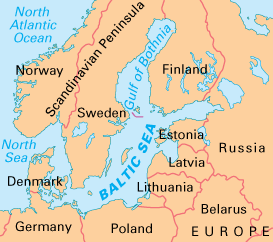 North
Atlantic
Ocean
Scandinavian Peninsula
Gulf of Bothnia
Norway
Finland
Sweden
North
Sea
BALTIC SEA
Estonia
Russia
Latvia
Denmark
Lithuania
Belarus
Germany
Poland
EUROPE